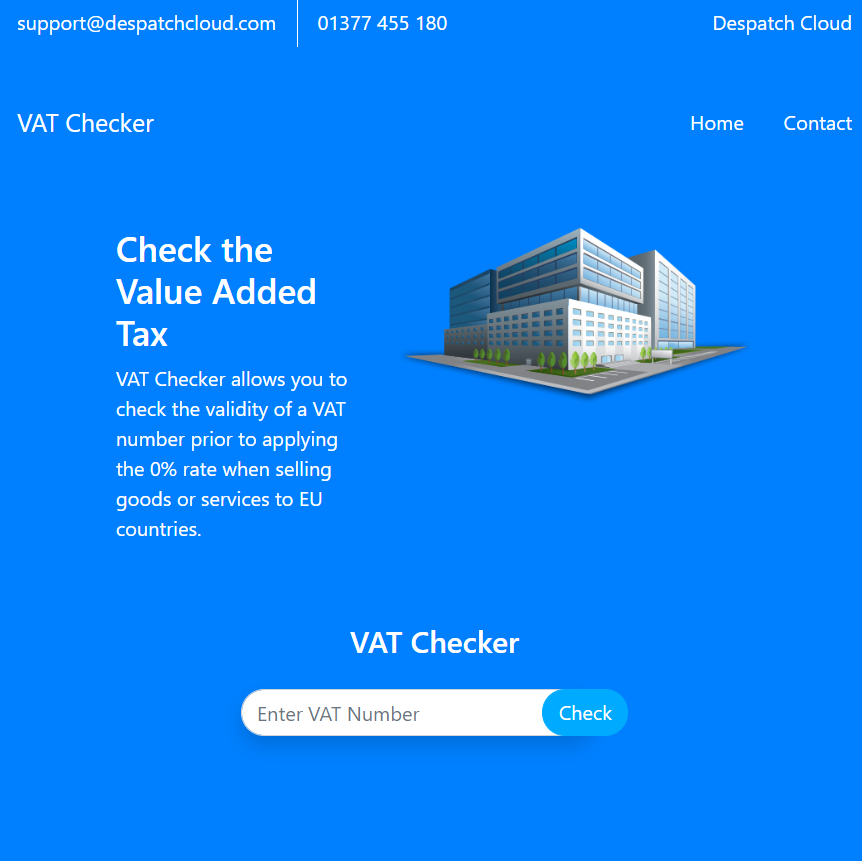 support@despatchcloud.com
01377 455 180
Despatch Cloud
VAT Checker
Home
Contact
Check the
Value Added
Tax
VAT Checker allows you to
check the validity of a VAT
number prior to applying
the 0% rate when selling
goods or services to EU
countries.
VAT Checker
Enter VAT Number
Check